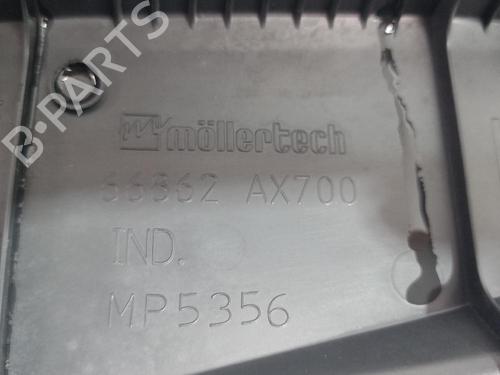 B-PARTS
möllertech
66862 AX700
IND.
MP5356